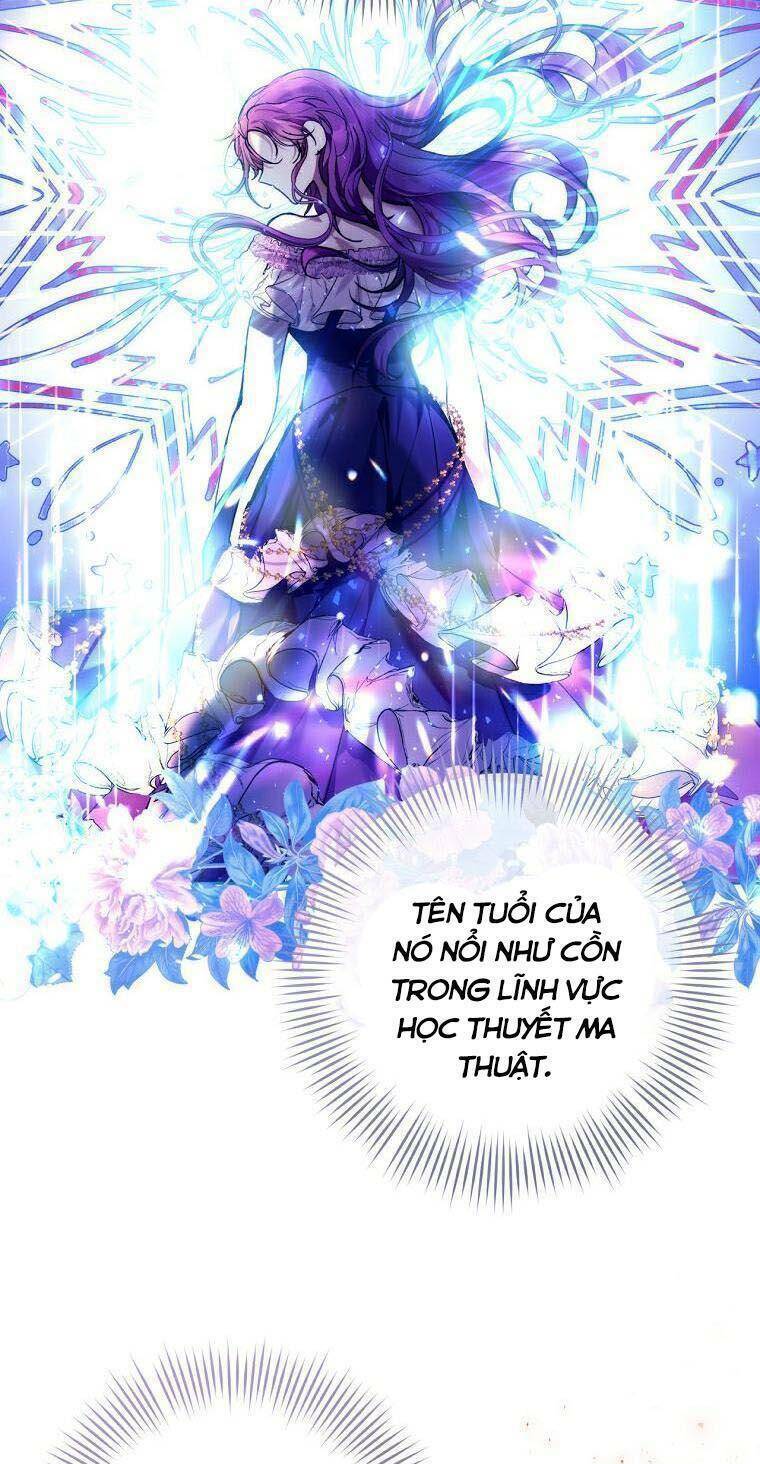 TÊN TUỔI CỦA
NÓ NỔI NHƯ CỒN
TRONG LĨNH VỰC
HỌC THUYẾT MA
THUẬT.